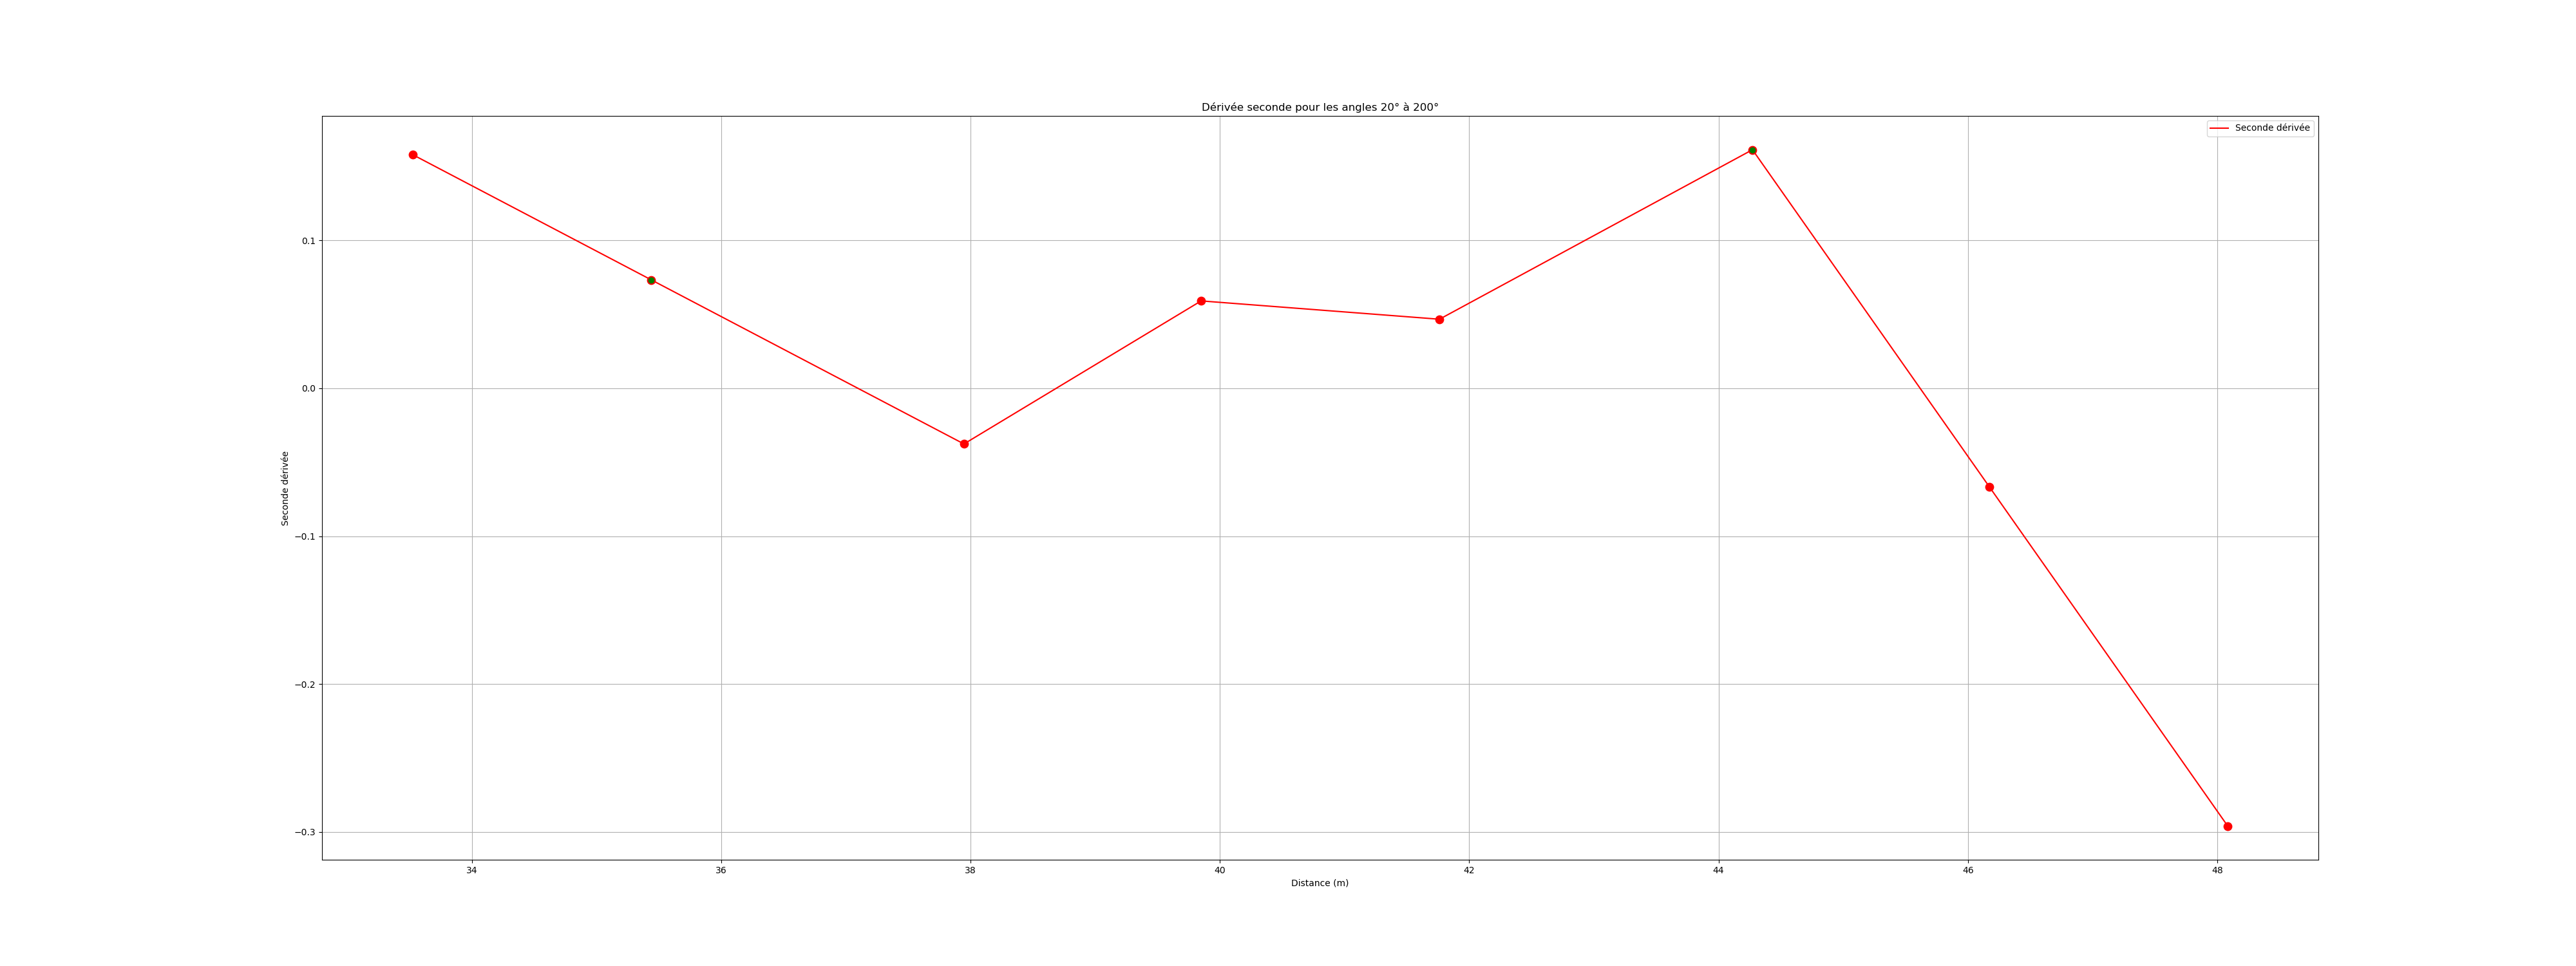 Dérivée seconde pour les angles 20° à 200°
Seconde dérivée
0.1
0.0
−0.1
−0.2
−0.3
Seconde dérivée
34 36 38 40 42 44 46 48
Distance (m)